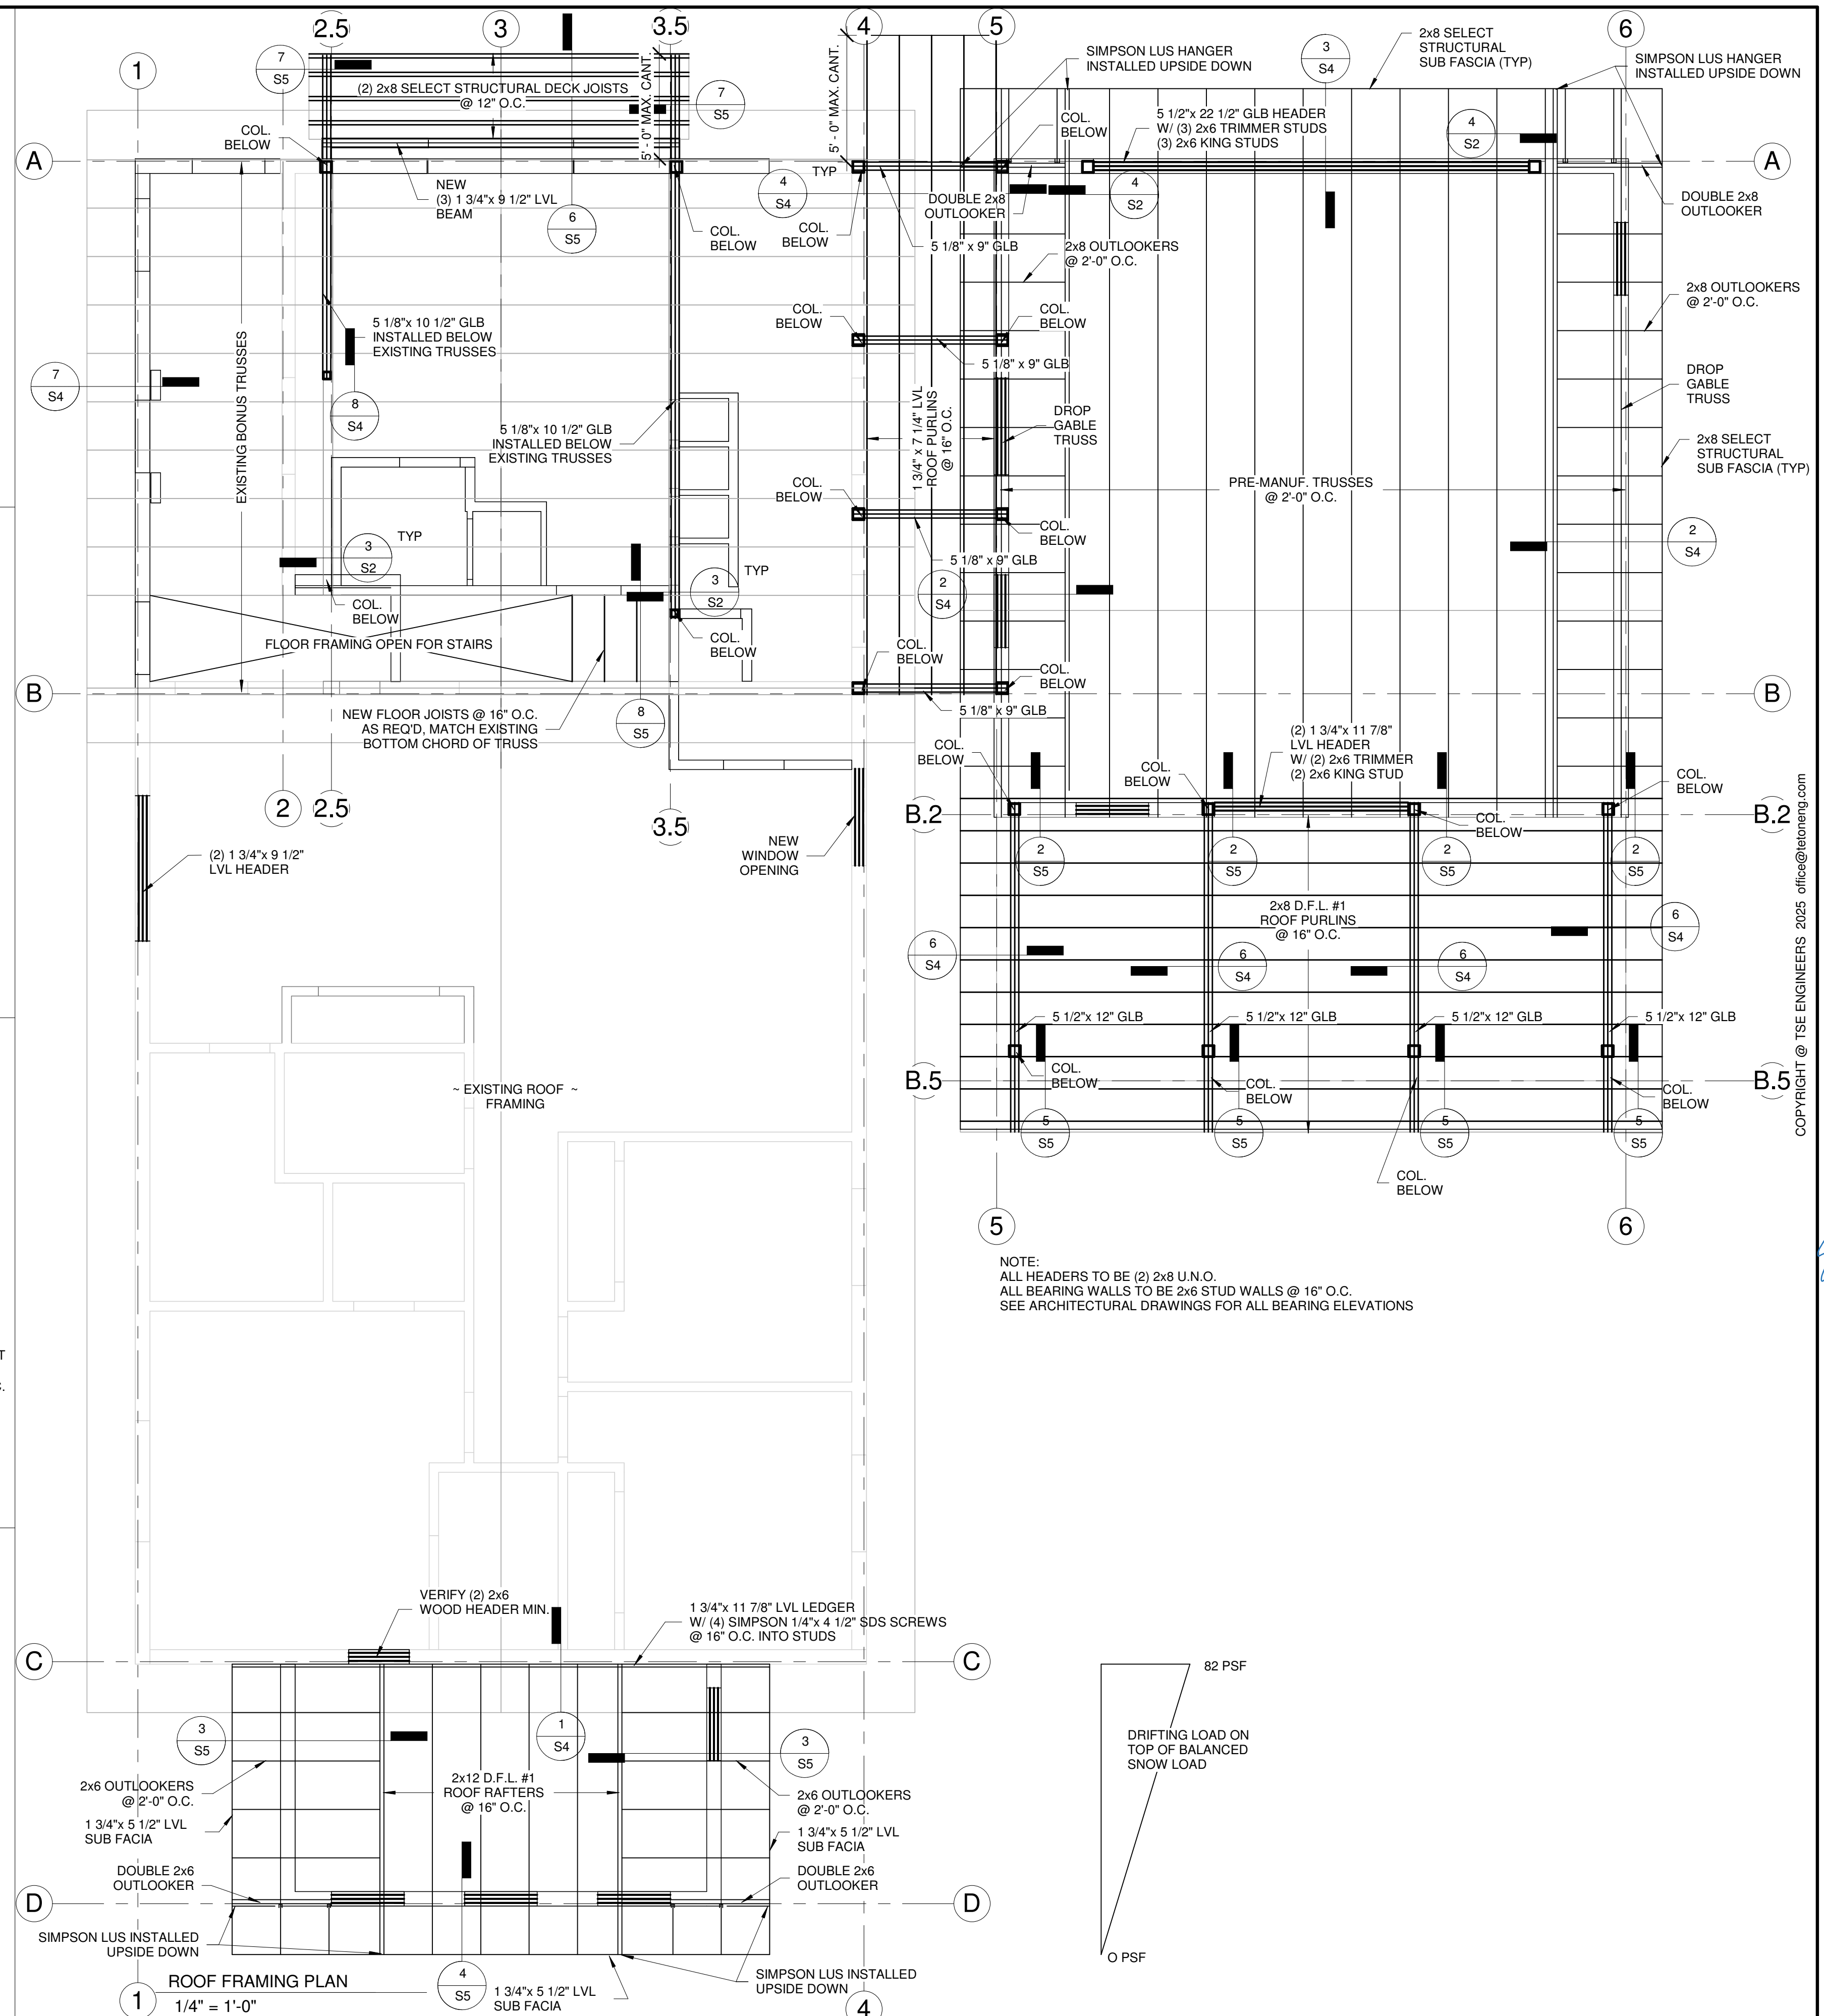 2.5
3
3.5
4
5
6
1
7
S5
(2) 2x8 SELECT STRUCTURAL DECK JOISTS
@ 12" O.C.
5' - 0" MAX. CANT.
7
S5
5' - 0" MAX. CANT.
SIMPSON LUS HANGER
INSTALLED UPSIDE DOWN
3
S4
2x8 SELECT
STRUCTURAL
SUB FASCIA (TYP)
SIMPSON LUS HANGER
INSTALLED UPSIDE DOWN
COL.
BELOW
COL.
BELOW
5 1/2"x 22 1/2" GLB HEADER
W/ (3) 2x6 TRIMMER STUDS
(3) 2x6 KING STUDS
4
S2
A
A
NEW
(3) 1 3/4"x 9 1/2" LVL
BEAM
6
S5
COL.
BELOW
4
S4
TYP
COL.
BELOW
DOUBLE 2x8
OUTLOOKER
4
S2
DOUBLE 2x8
OUTLOOKER
5 1/8" x 9" GLB
2x8 OUTLOOKERS
@ 2'-0" O.C.
2x8 OUTLOOKERS
@ 2'-0" O.C.
EXISTING BONUS TRUSSES
5 1/8"x 10 1/2" GLB
INSTALLED BELOW
EXISTING TRUSSES
COL.
BELOW
COL.
BELOW
5 1/8" x 9" GLB
7
S4
8
S4
5 1/8"x 10 1/2" GLB
INSTALLED BELOW
EXISTING TRUSSES
1 3/4" x 7 1/4" LVL
ROOF PURLINS
@ 16" O.C.
DROP
GABLE
TRUSS
DROP
GABLE
TRUSS
2x8 SELECT
STRUCTURAL
SUB FASCIA (TYP)
PRE-MANUF. TRUSSES
@ 2'-0" O.C.
COL.
BELOW
COL.
BELOW
5 1/8" x 9" GLB
2
S4
3
S2
TYP
3
S2
TYP
2
S4
COL.
BELOW
FLOOR FRAMING OPEN FOR STAIRS
COL.
BELOW
COL.
BELOW
COL.
BELOW
B
B
5 1/8" x 9" GLB
NEW FLOOR JOISTS @ 16" O.C.
AS REQ'D, MATCH EXISTING
BOTTOM CHORD OF TRUSS
8
S5
COL.
BELOW
COL.
BELOW
(2) 1 3/4"x 11 7/8"
LVL HEADER
W/ (2) 2x6 TRIMMER
(2) 2x6 KING STUD
COL.
BELOW
2
2.5
3.5
B.2
B.2
COL.
BELOW
(2) 1 3/4"x 9 1/2"
LVL HEADER
NEW
WINDOW
OPENING
2
S5
2
S5
2
S5
2
S5
2x8 D.F.L. #1
ROOF PURLINS
@ 16" O.C.
6
S4
6
S4
6
S4
6
S4
5 1/2"x 12" GLB
5 1/2"x 12" GLB
5 1/2"x 12" GLB
5 1/2"x 12" GLB
COPYRIGHT @ TSE ENGINEERS 2025 office@tetoneng.com
B.5
B.5
COL.
BELOW
COL.
BELOW
COL.
BELOW
~ EXISTING ROOF ~
FRAMING
5
S5
5
S5
5
S5
5
S5
COL.
BELOW
5
6
NOTE:
ALL HEADERS TO BE (2) 2x8 U.N.O.
ALL BEARING WALLS TO BE 2x6 STUD WALLS @ 16" O.C.
SEE ARCHITECTURAL DRAWINGS FOR ALL BEARING ELEVATIONS
VERIFY (2) 2x6
WOOD HEADER MIN.
1 3/4"x 11 7/8" LVL LEDGER
W/ (4) SIMPSON 1/4"x 4 1/2" SDS SCREWS
@ 16" O.C. INTO STUDS
C
C
82 PSF
DRIFTING LOAD ON
TOP OF BALANCED
SNOW LOAD
O PSF
3
S5
1
S4
3
S5
2x6 OUTLOOKERS
@ 2'-0" O.C.
2x12 D.F.L. #1
ROOF RAFTERS
@ 16" O.C.
2x6 OUTLOOKERS
@ 2'-0" O.C.
1 3/4"x 5 1/2" LVL
SUB FACIA
1 3/4"x 5 1/2" LVL
SUB FACIA
DOUBLE 2x6
OUTLOOKER
DOUBLE 2x6
OUTLOOKER
D
D
SIMPSON LUS INSTALLED
UPSIDE DOWN
SIMPSON LUS INSTALLED
UPSIDE DOWN
4
S5
1 3/4"x 5 1/2" LVL
SUB FACIA
1
ROOF FRAMING PLAN
1/4" = 1'-0"
4